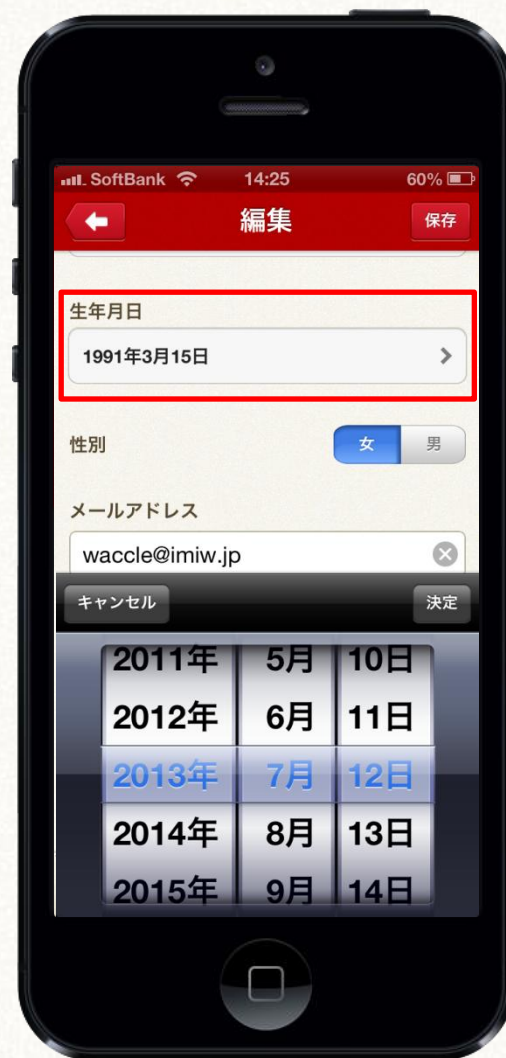 SoftBank 14:25 60%
編集 保存
生年月日
1991年3月15日
性別 女 男
メールアドレス
waccle@imiw.jp
キャンセル 決定
2011年 5月 10日
2012年 6月 11日
2013年 7月 12日
2014年 8月 13日
2015年 9月 14日